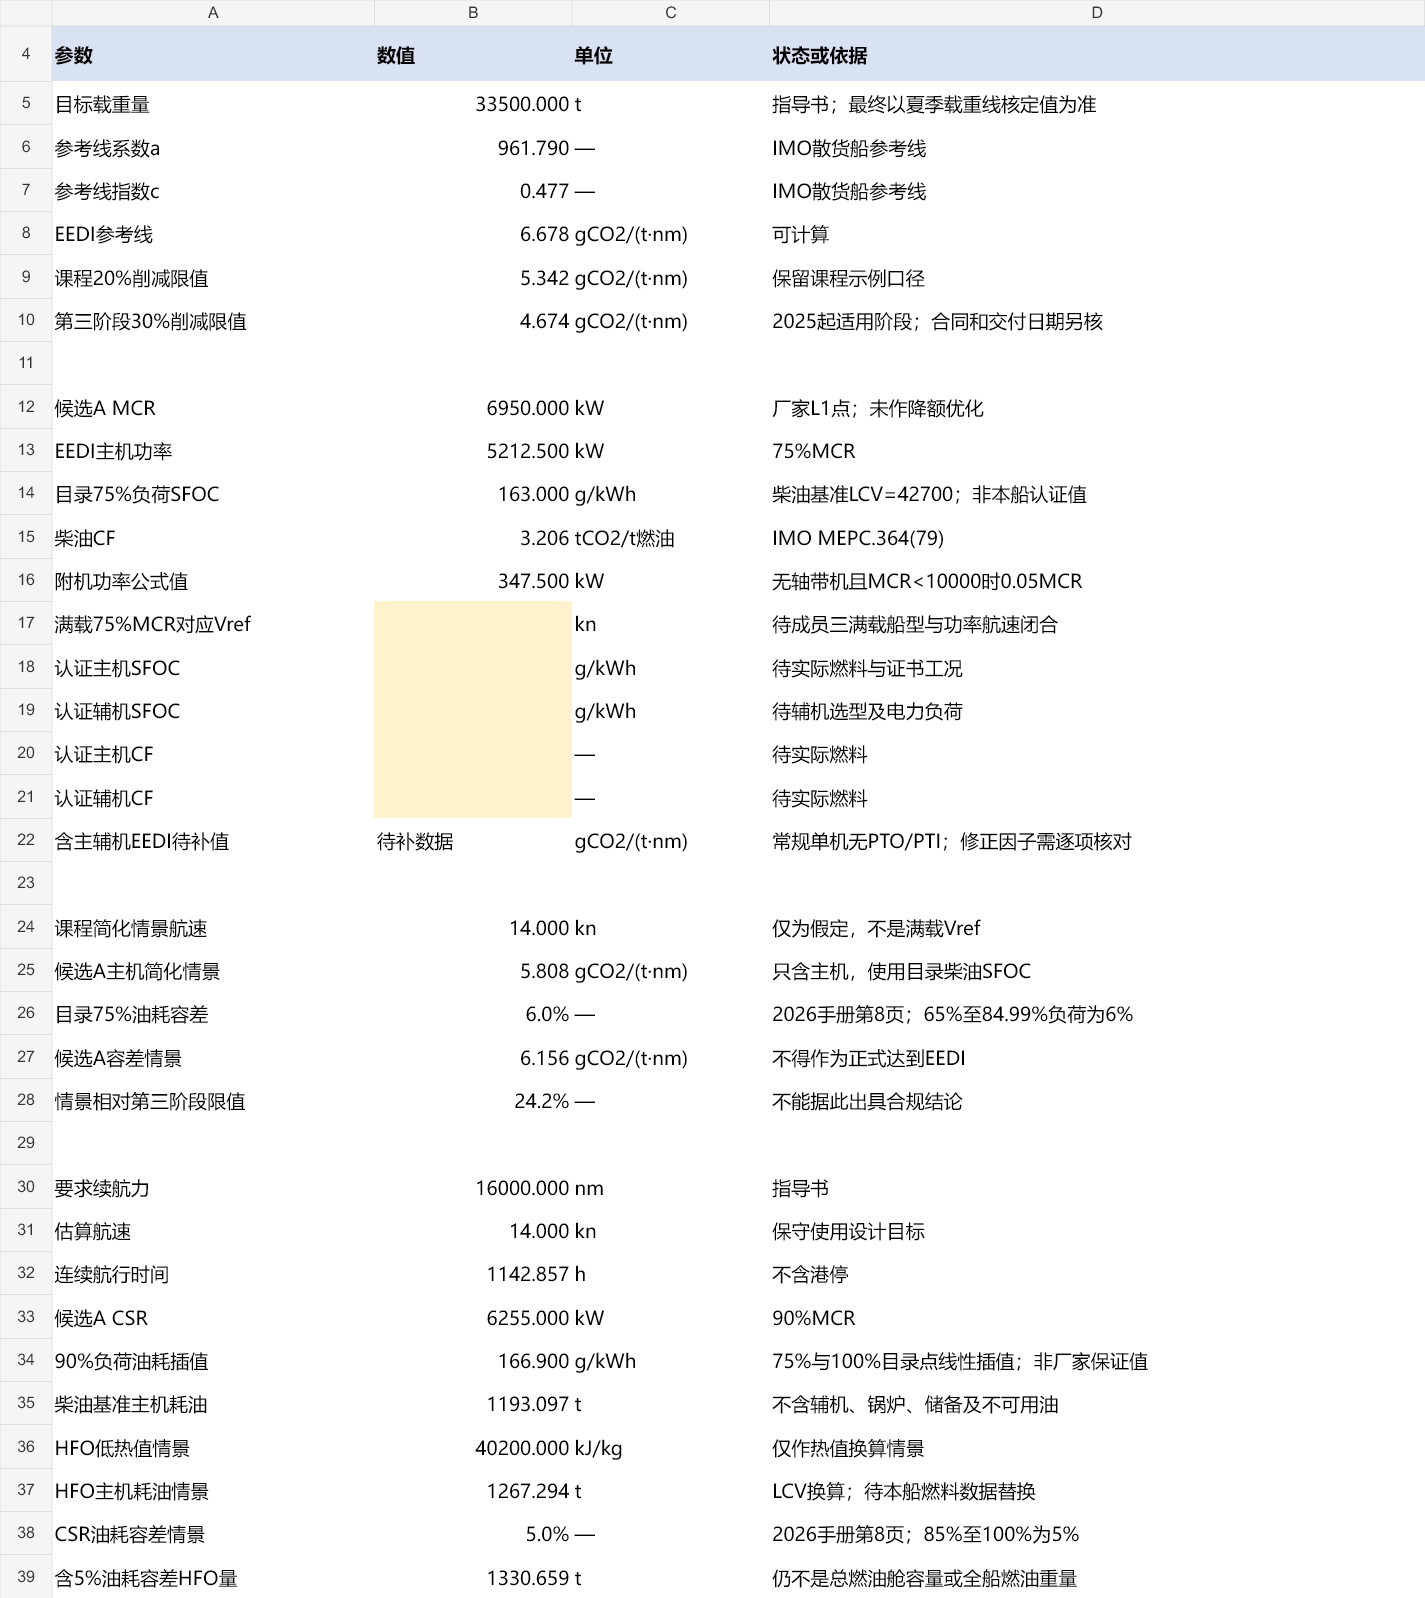 A B C D
4 参数 数值 单位 状态或依据
5 目标载重量 33500.000 t 指导书；最终以夏季载重线核定值为准
6 参考线系数a 961.790 — IMO散货船参考线
7 参考线指数c 0.477 — IMO散货船参考线
8 EEDI参考线 6.678 gCO2/(t·nm) 可计算
9 课程20%削减限值 5.342 gCO2/(t·nm) 保留课程示例口径
10 第三阶段30%削减限值 4.674 gCO2/(t·nm) 2025起适用阶段；合同和交付日期另核
11
12 候选A MCR 6950.000 kW 厂家L1点；未作降额优化
13 EEDI主机功率 5212.500 kW 75%MCR
14 目录75%负荷SFOC 163.000 g/kWh 柴油基准LCV=42700；非本船认证值
15 柴油CF 3.206 tCO2/t燃油 IMO MEPC.364(79)
16 附机功率公式值 347.500 kW 无轴带机且MCR<10000时0.05MCR
17 满载75%MCR对应Vref kn 待成员三满载船型与功率航速闭合
18 认证主机SFOC g/kWh 待实际燃料与证书工况
19 认证辅机SFOC g/kWh 待辅机选型及电力负荷
20 认证主机CF — 待实际燃料
21 认证辅机CF — 待实际燃料
22 含主辅机EEDI待补值 待补数据 gCO2/(t·nm) 常规单机无PTO/PTI；修正因子需逐项核对
23
24 课程简化情景航速 14.000 kn 仅为假定，不是满载Vref
25 候选A主机简化情景 5.808 gCO2/(t·nm) 只含主机，使用目录柴油SFOC
26 目录75%油耗容差 6.0% — 2026手册第8页；65%至84.99%负荷为6%
27 候选A容差情景 6.156 gCO2/(t·nm) 不得作为正式达到EEDI
28 情景相对第三阶段限值 24.2% — 不能据此出具合规结论
29
30 要求续航力 16000.000 nm 指导书
31 估算航速 14.000 kn 保守使用设计目标
32 连续航行时间 1142.857 h 不含港停
33 候选A CSR 6255.000 kW 90%MCR
34 90%负荷油耗插值 166.900 g/kWh 75%与100%目录点线性插值；非厂家保证值
35 柴油基准主机耗油 1193.097 t 不含辅机、锅炉、储备及不可用油
36 HFO低热值情景 40200.000 kJ/kg 仅作热值换算情景
37 HFO主机耗油情景 1267.294 t LCV换算；待本船燃料数据替换
38 CSR油耗容差情景 5.0% — 2026手册第8页；85%至100%为5%
39 含5%油耗容差HFO量 1330.659 t 仍不是总燃油舱容量或全船燃油重量